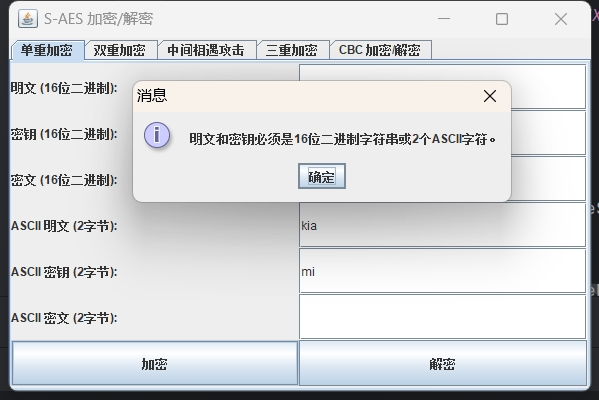 S-AES 加密/解密
单重加密 双重加密 中间相遇攻击 三重加密 CBC 加密/解密
明文 (16位二进制):
密钥 (16位二进制):
密文 (16位二进制):
消息
明文和密钥必须是16位二进制字符串或2个ASCII字符。
确定
ASCII 明文 (2字节): kia
ASCII 密钥 (2字节): mi
ASCII 密文 (2字节):
加密 解密